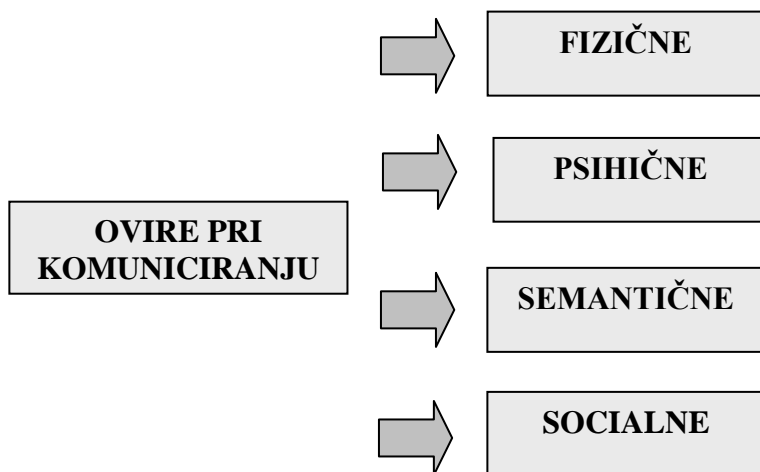 FIZIČNE
PSIHIČNE
OVIRE PRI
KOMUNICIRANJU
SEMANTIČNE
SOCIALNE